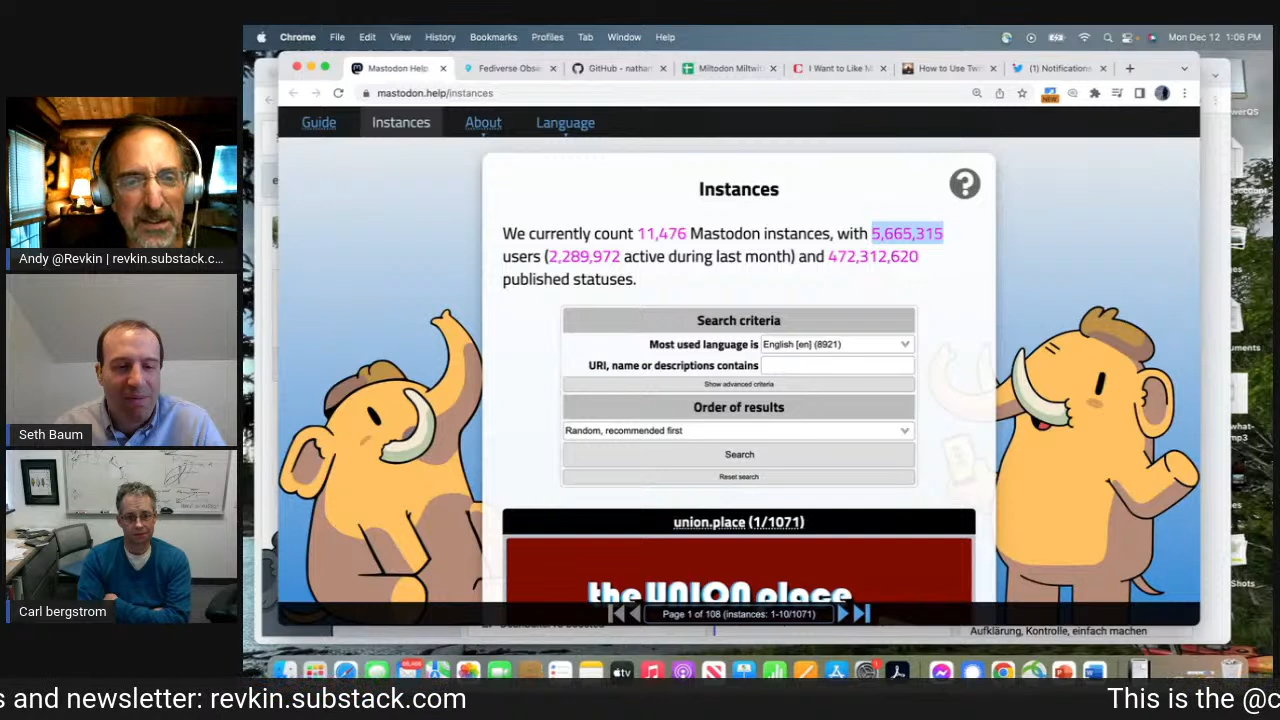 Chrome File Edit View History Bookmarks Profiles Tab Window Help Mon Dec 12 1:06 PM
Mastodon Help Fediverse Obse GitHub - nathan Miltodon Miltwit I Want to Like M How to Use Twi (1) Notifications
mastodon.help/instances
NEW
Guide Instances About Language
Instances
We currently count 11,476 Mastodon instances, with 5,665,315
users (2,289,972 active during last month) and 472,312,620
published statuses.
Search criteria
Most used language is English [en] (8921)
URI, name or descriptions contains
Show advanced criteria
Order of results
Random, recommended first
Search
Reset search
union.place (1/1071)
the UNION place
Page 1 of 108 (instances: 1-10/1071)
Aufklärung, Kontrolle, einfach machen
Andy @Revkin | revkin.substack.c...
Seth Baum
Carl bergstrom
s and newsletter: revkin.substack.com
This is the @c